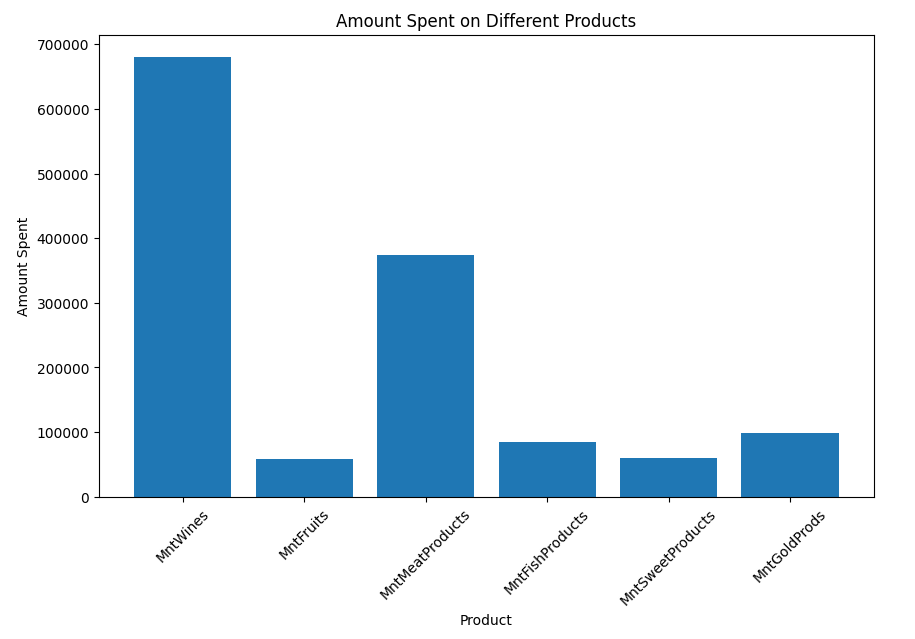 Amount Spent on Different Products
700000
600000
500000
400000
300000
200000
100000
0
Amount Spent
MntWines
MntFruits
MntMeatProducts
MntFishProducts
MntSweetProducts
MntGoldProds
Product